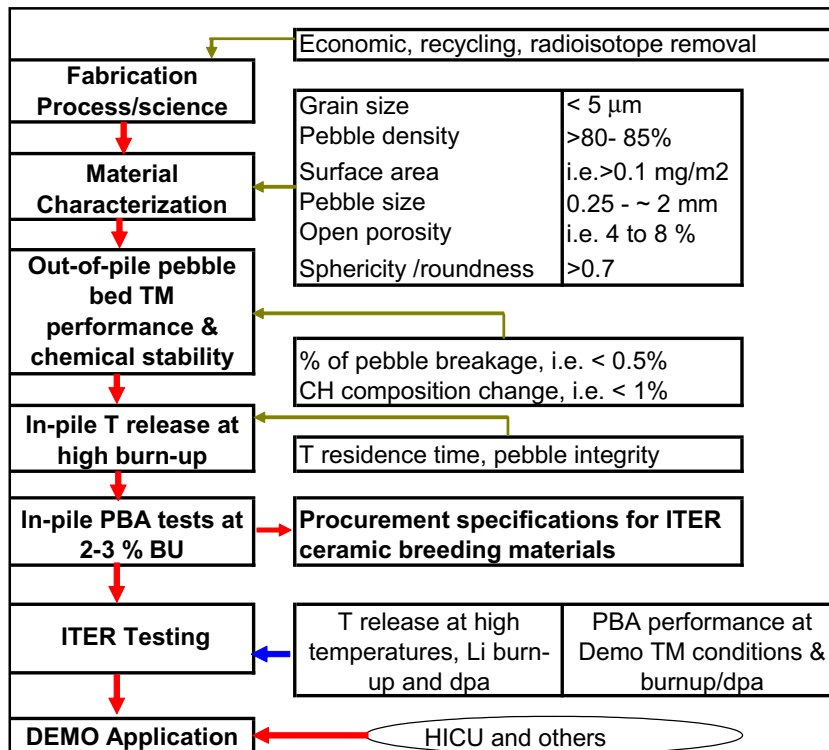 Economic, recycling, radioisotope removal
Fabrication
Process/science
Grain size < 5 μm
Pebble density >80- 85%
Surface area i.e.>0.1 mg/m2
Pebble size 0.25 - ~ 2 mm
Open porosity i.e. 4 to 8 %
Sphericity /roundness >0.7
Material
Characterization
Out-of-pile pebble
bed TM
performance &
chemical stability
% of pebble breakage, i.e. < 0.5%
CH composition change, i.e. < 1%
In-pile T release at
high burn-up
T residence time, pebble integrity
In-pile PBA tests at
2-3 % BU
Procurement specifications for ITER
ceramic breeding materials
ITER Testing
T release at high
temperatures, Li burn-
up and dpa
PBA performance at
Demo TM conditions &
burnup/dpa
DEMO Application
HICU and others